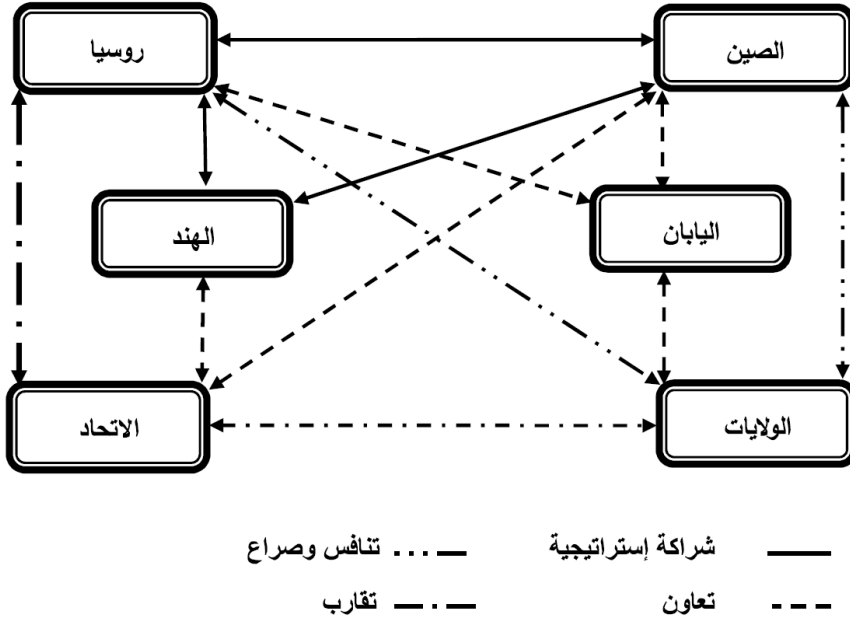 الصين
روسيا
اليابان
الهند
الولايات
الاتحاد
شراكة إستراتيجية
تنافس وصراع
تعاون
تقارب